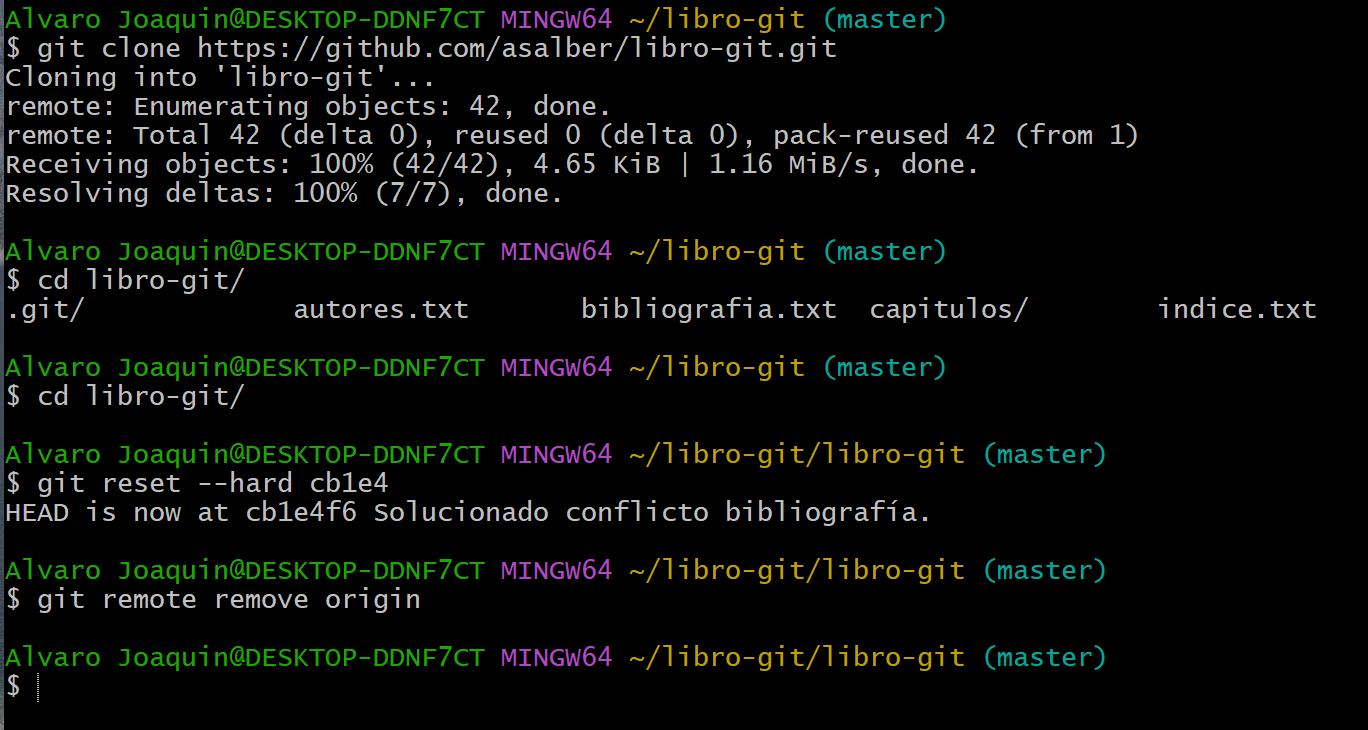 Alvaro Joaquin@DESKTOP-DDNF7CT MINGW64 ~/libro-git (master)
$ git clone https://github.com/asalber/libro-git.git
Cloning into 'libro-git'...
remote: Enumerating objects: 42, done.
remote: Total 42 (delta 0), reused 0 (delta 0), pack-reused 42 (from 1)
Receiving objects: 100% (42/42), 4.65 KiB | 1.16 MiB/s, done.
Resolving deltas: 100% (7/7), done.

Alvaro Joaquin@DESKTOP-DDNF7CT MINGW64 ~/libro-git (master)
$ cd libro-git/
.git/             autores.txt       bibliografia.txt  capitulos/        indice.txt

Alvaro Joaquin@DESKTOP-DDNF7CT MINGW64 ~/libro-git (master)
$ cd libro-git/

Alvaro Joaquin@DESKTOP-DDNF7CT MINGW64 ~/libro-git/libro-git (master)
$ git reset --hard cb1e4
HEAD is now at cb1e4f6 Solucionado conflicto bibliografía.

Alvaro Joaquin@DESKTOP-DDNF7CT MINGW64 ~/libro-git/libro-git (master)
$ git remote remove origin

Alvaro Joaquin@DESKTOP-DDNF7CT MINGW64 ~/libro-git/libro-git (master)
$